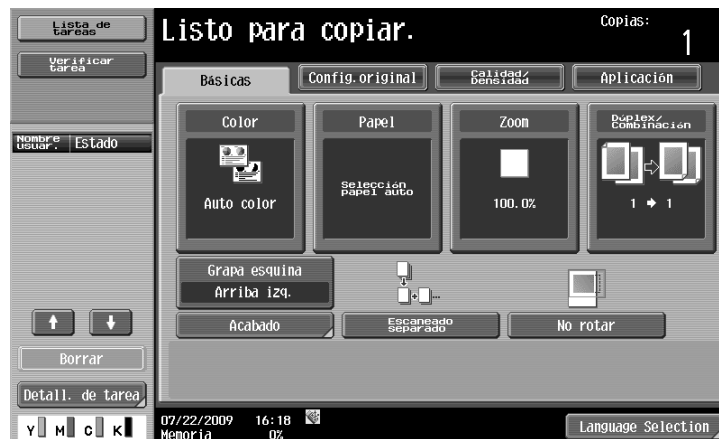 Lista de
tareas
Verificar
tarea
Nombre
usuar.
Estado
Borrar
Detall. de tarea
Y M C K
Listo para copiar.
Copias:
1
Básicas
Config.original
Calidad/
Densidad
Aplicación
Color
Auto color
Papel
Selección
papel auto
Zoom
100.0%
Dúplex/
Combinación
1 → 1
Grapa esquina
Arriba izq.
Acabado
Escaneado
separado
No rotar
07/22/2009 16:18
Memoria 0%
Language Selection